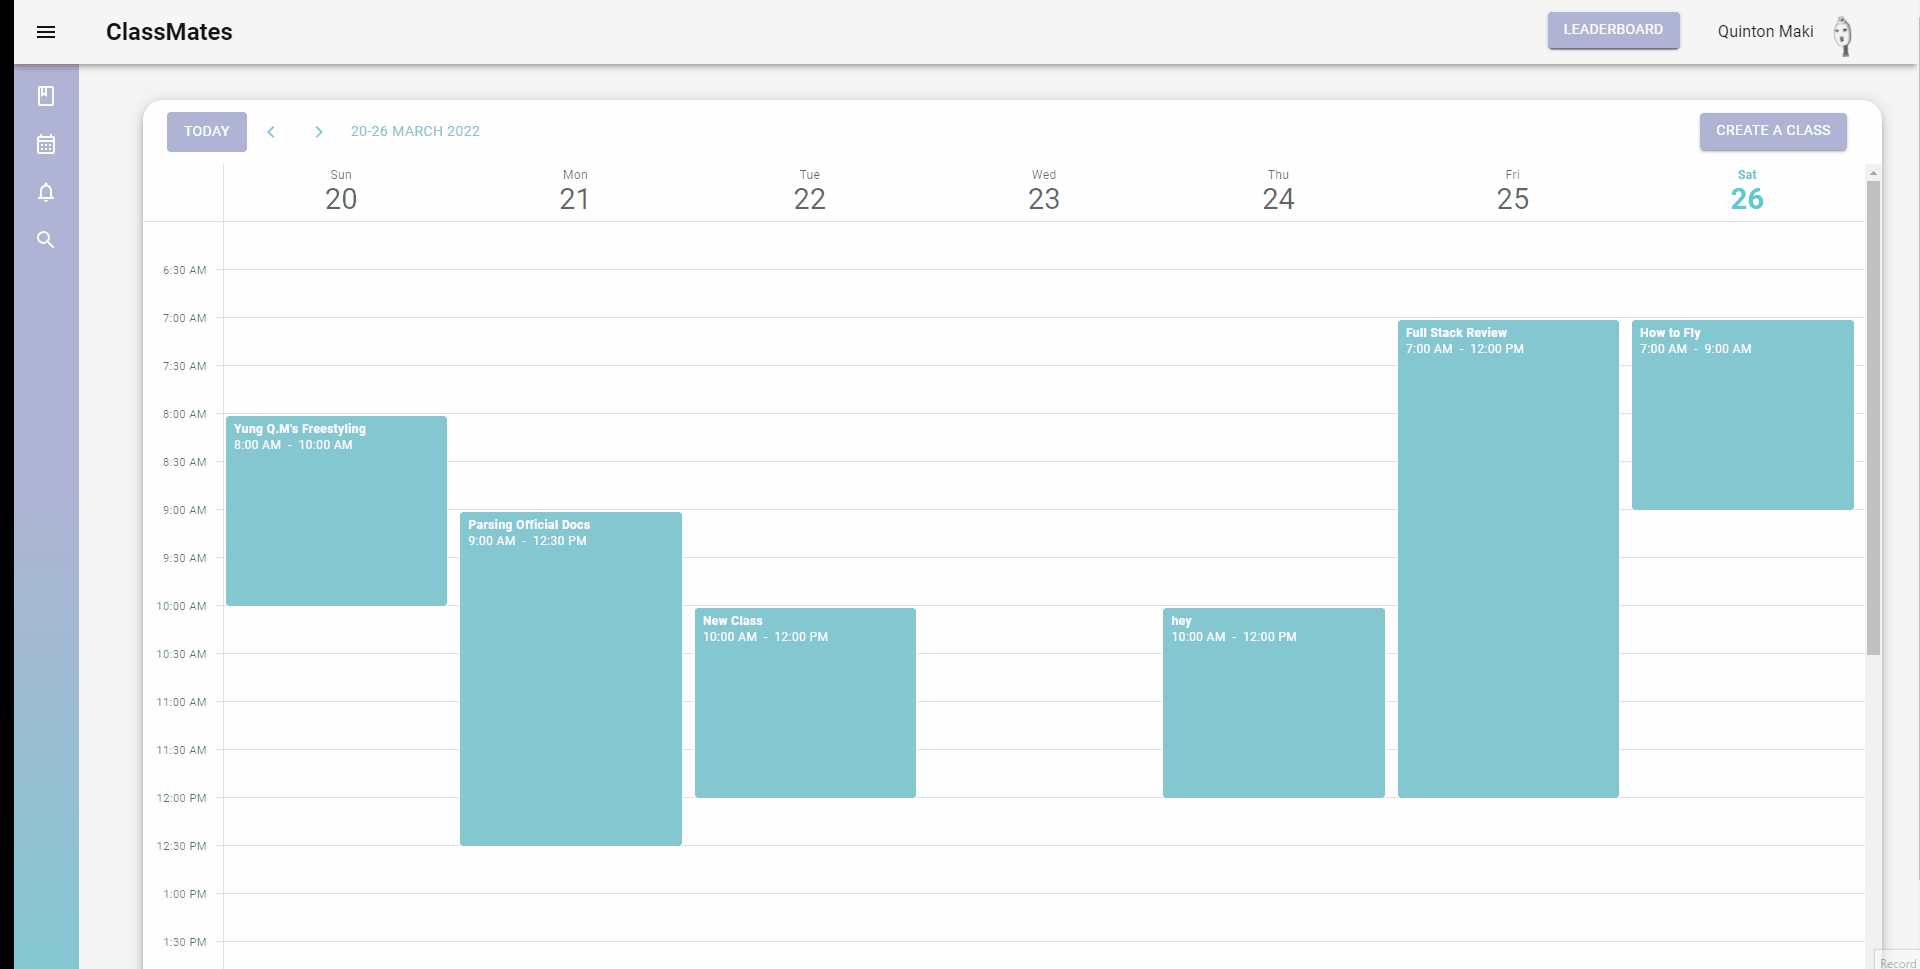 ClassMates
LEADERBOARD
Quinton Maki
TODAY
20-26 MARCH 2022
CREATE A CLASS
Sun
20
Mon
21
Tue
22
Wed
23
Thu
24
Fri
25
Sat
26
6:30 AM
7:00 AM
7:30 AM
8:00 AM
8:30 AM
9:00 AM
9:30 AM
10:00 AM
10:30 AM
11:00 AM
11:30 AM
12:00 PM
12:30 PM
1:00 PM
1:30 PM
Yung Q.M's Freestyling
8:00 AM - 10:00 AM
Parsing Official Docs
9:00 AM - 12:30 PM
New Class
10:00 AM - 12:00 PM
hey
10:00 AM - 12:00 PM
Full Stack Review
7:00 AM - 12:00 PM
How to Fly
7:00 AM - 9:00 AM
Record